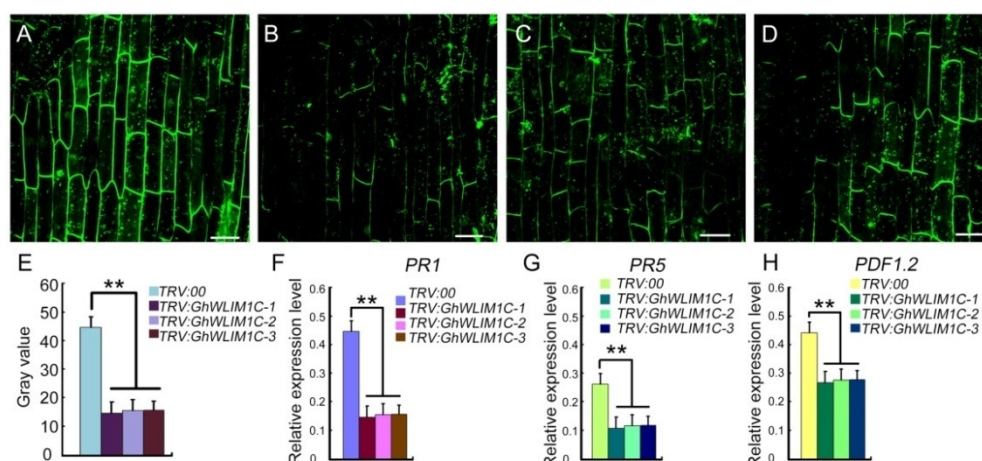 A
B
C
D
E
F
PR1
G
PR5
H
PDF1.2
Gray value
60
50
40
30
20
10
0
**
TRV:00
TRV:GhWLIM1C-1
TRV:GhWLIM1C-2
TRV:GhWLIM1C-3
Relative expression level
0.6
0.5
0.4
0.3
0.2
0.1
0
**
TRV:00
TRV:GhWLIM1C-1
TRV:GhWLIM1C-2
TRV:GhWLIM1C-3
Relative expression level
0.6
0.5
0.4
0.3
0.2
0.1
0
**
TRV:00
TRV:GhWLIM1C-1
TRV:GhWLIM1C-2
TRV:GhWLIM1C-3
Relative expression level
0.6
0.5
0.4
0.3
0.2
0.1
0
**
TRV:00
TRV:GhWLIM1C-1
TRV:GhWLIM1C-2
TRV:GhWLIM1C-3